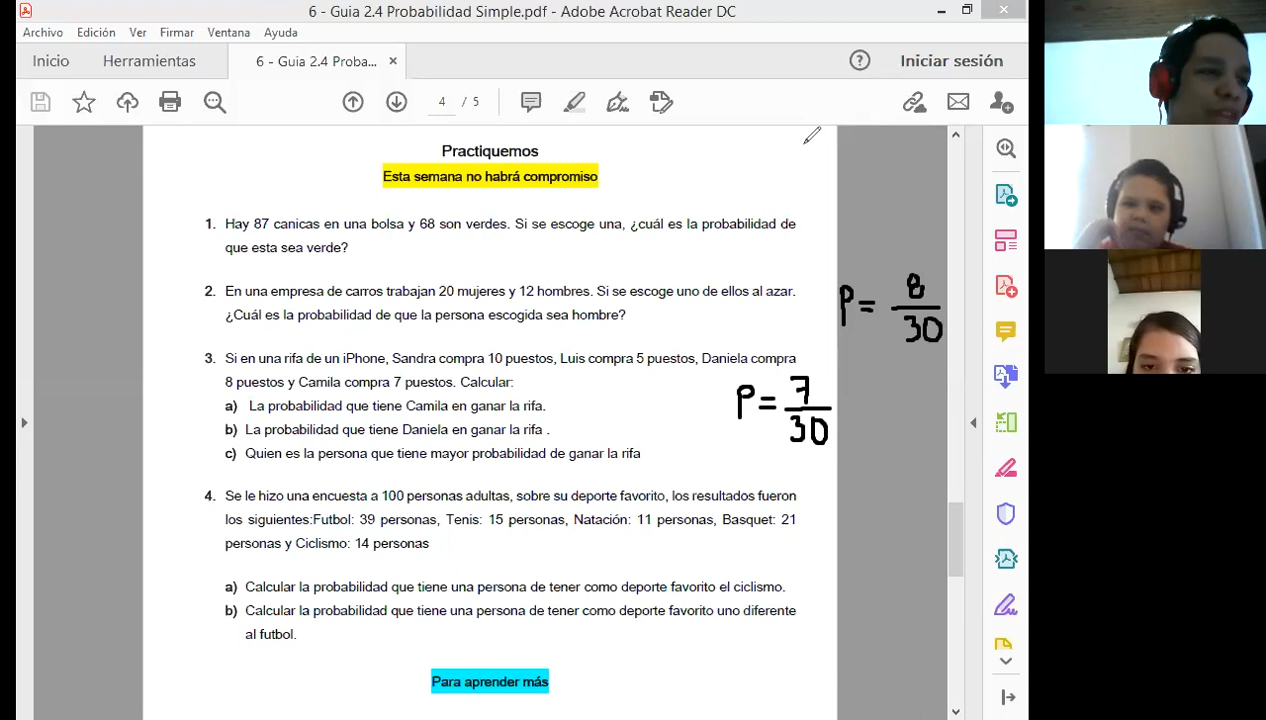 6 - Guia 2.4 Probabilidad Simple.pdf - Adobe Acrobat Reader DC
Archivo Edición Ver Firmar Ventana Ayuda
Inicio Herramientas 6 - Guia 2.4 Proba... × Iniciar sesión
4 / 5
Practiquemos
Esta semana no habrá compromiso
1. Hay 87 canicas en una bolsa y 68 son verdes. Si se escoge una, ¿cuál es la probabilidad de
que esta sea verde?
2. En una empresa de carros trabajan 20 mujeres y 12 hombres. Si se escoge uno de ellos al azar.
¿Cuál es la probabilidad de que la persona escogida sea hombre?
P = 8/30
3. Si en una rifa de un iPhone, Sandra compra 10 puestos, Luis compra 5 puestos, Daniela compra
8 puestos y Camila compra 7 puestos. Calcular:
a) La probabilidad que tiene Camila en ganar la rifa.
P = 7/30
b) La probabilidad que tiene Daniela en ganar la rifa .
c) Quien es la persona que tiene mayor probabilidad de ganar la rifa
4. Se le hizo una encuesta a 100 personas adultas, sobre su deporte favorito, los resultados fueron
los siguientes:Futbol: 39 personas, Tenis: 15 personas, Natación: 11 personas, Basquet: 21
personas y Ciclismo: 14 personas
a) Calcular la probabilidad que tiene una persona de tener como deporte favorito el ciclismo.
b) Calcular la probabilidad que tiene una persona de tener como deporte favorito uno diferente
al futbol.
Para aprender más